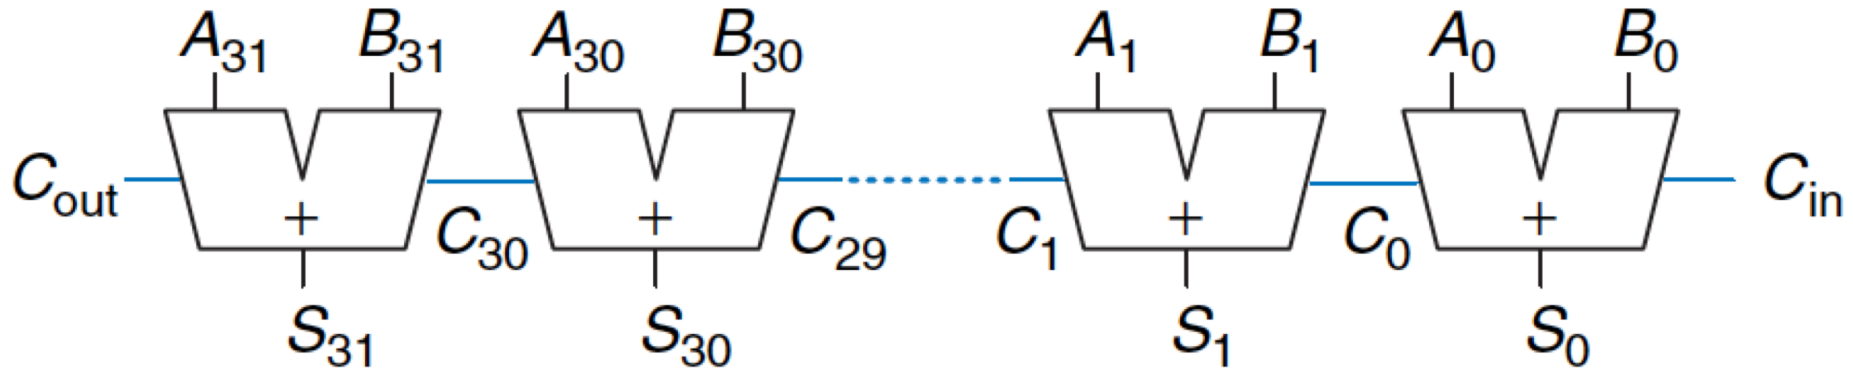 A31 B31 A30 B30 A1 B1 A0 B0
Cout + C30 + C29 C1 + C0 + Cin
S31 S30 S1 S0